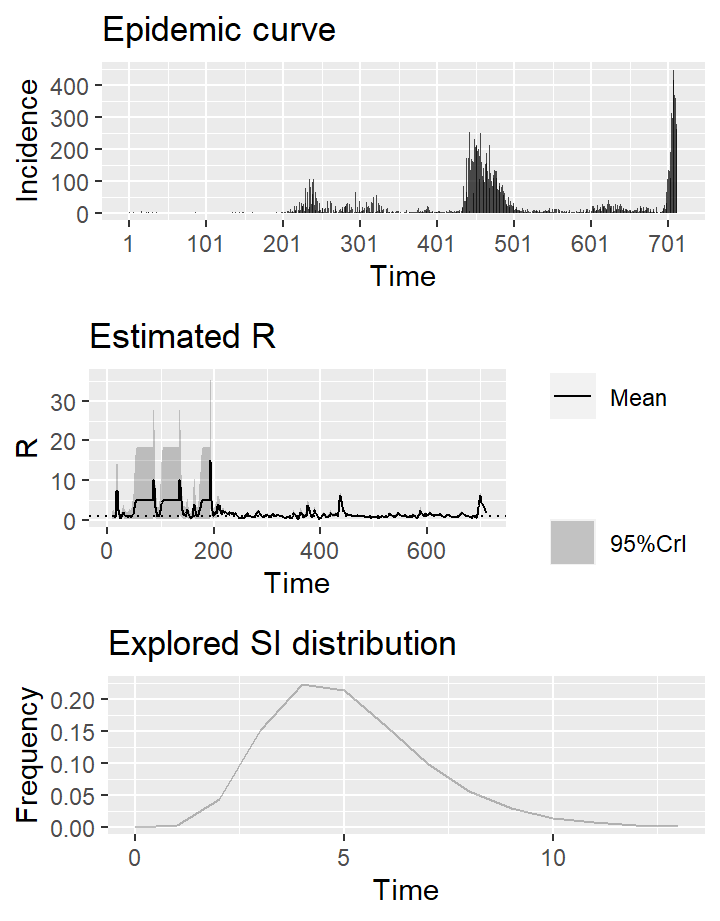 Epidemic curve
Incidence
400
300
200
100
0
1 101 201 301 401 501 601 701
Time
Estimated R
R
30
20
10
0
0 200 400 600
Time
Mean
95%CrI
Explored SI distribution
Frequency
0.20
0.15
0.10
0.05
0.00
0 5 10
Time